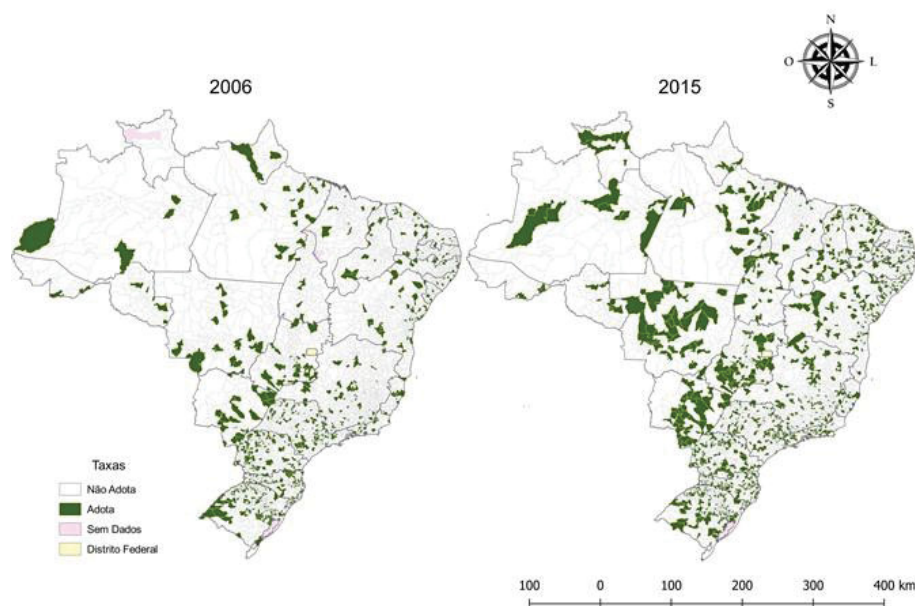 N
O L
S
2006 2015
Taxas
Não Adota
Adota
Sem Dados
Distrito Federal
100 0 100 200 300 400 km